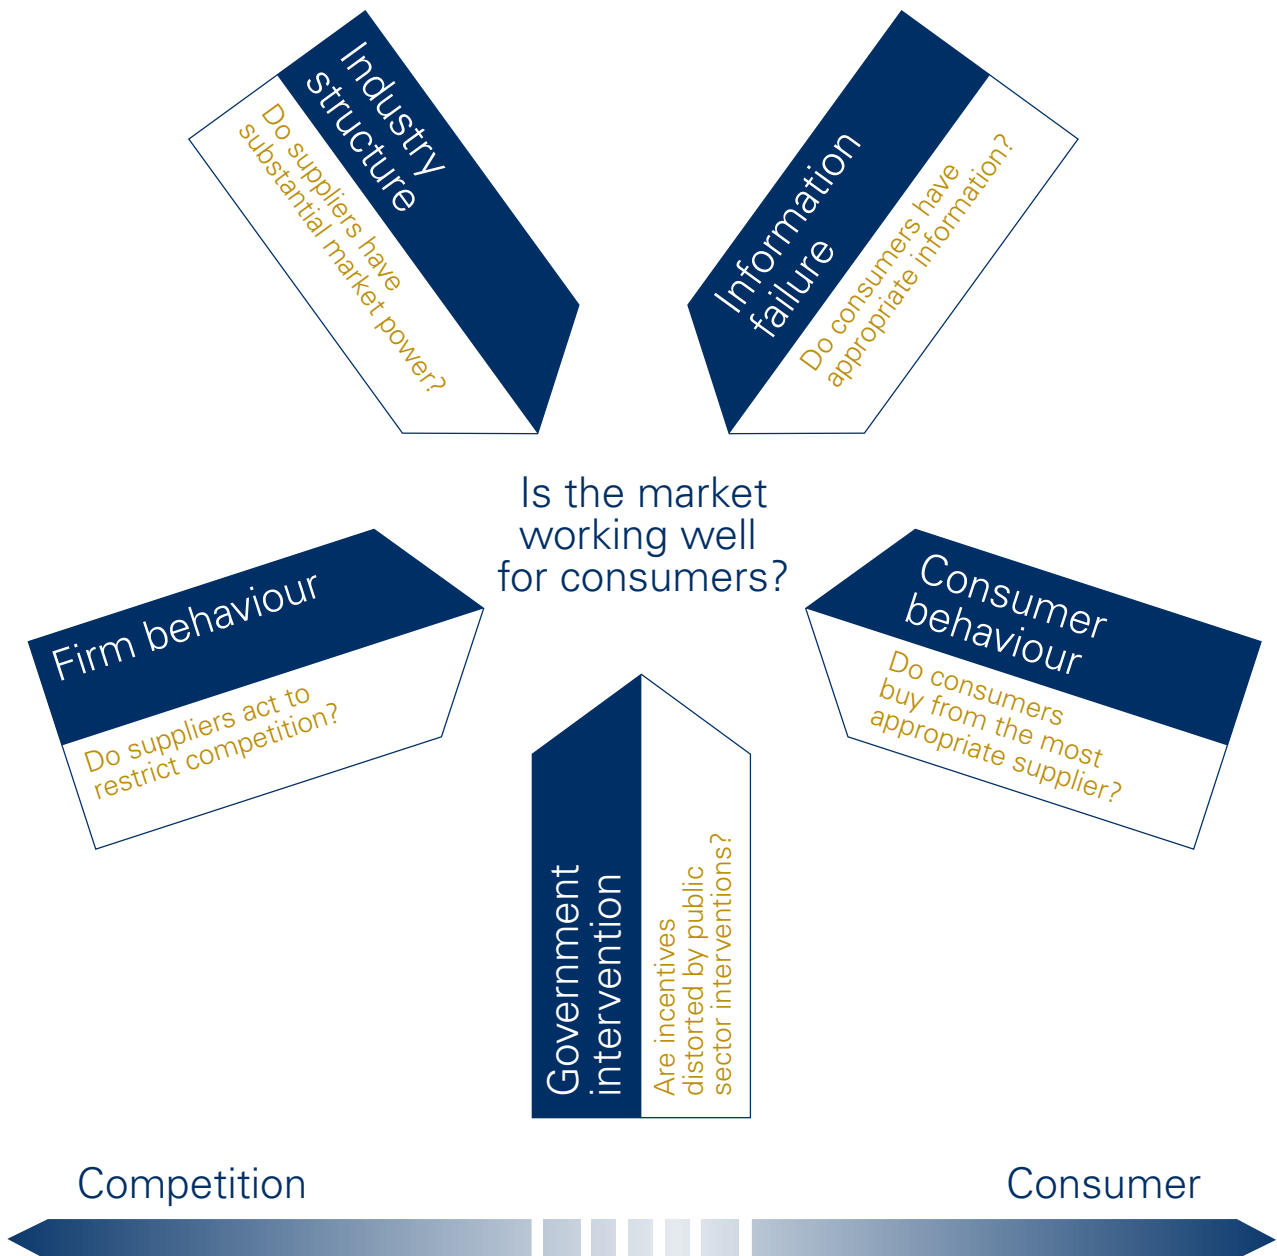 Industry
structure
Do suppliers have
substantial market power?
Information
failure
Do consumers have
appropriate information?
Is the market
working well
for consumers?
Firm behaviour
Do suppliers act to
restrict competition?
Consumer
behaviour
Do consumers
buy from the most
appropriate supplier?
Government
intervention
Are incentives
distorted by public
sector interventions?
Competition
Consumer